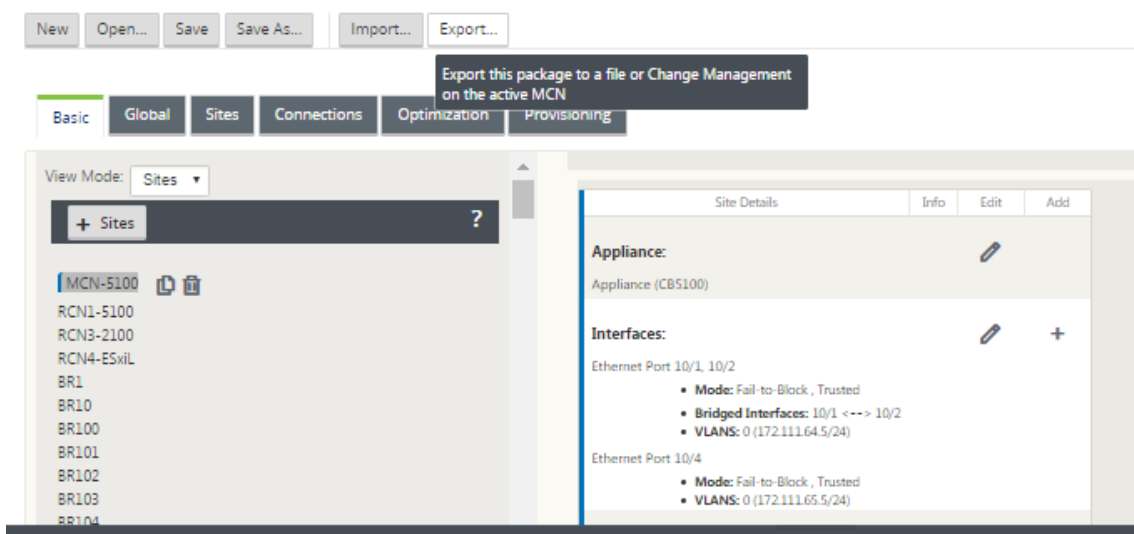 New Open... Save Save As... Import... Export...
Export this package to a file or Change Management
on the active MCN
Basic Global Sites Connections Optimization Provisioning
View Mode: Sites
+ Sites ?
MCN-5100
RCN1-5100
RCN3-2100
RCN4-ESxiL
BR1
BR10
BR100
BR101
BR102
BR103
BR104
Site Details Info Edit Add
Appliance:
Appliance (CB5100)
Interfaces:
Ethernet Port 10/1, 10/2
• Mode: Fail-to-Block , Trusted
• Bridged Interfaces: 10/1 <--> 10/2
• VLANS: 0 (172.111.64.5/24)
Ethernet Port 10/4
• Mode: Fail-to-Block , Trusted
• VLANS: 0 (172.111.65.5/24)